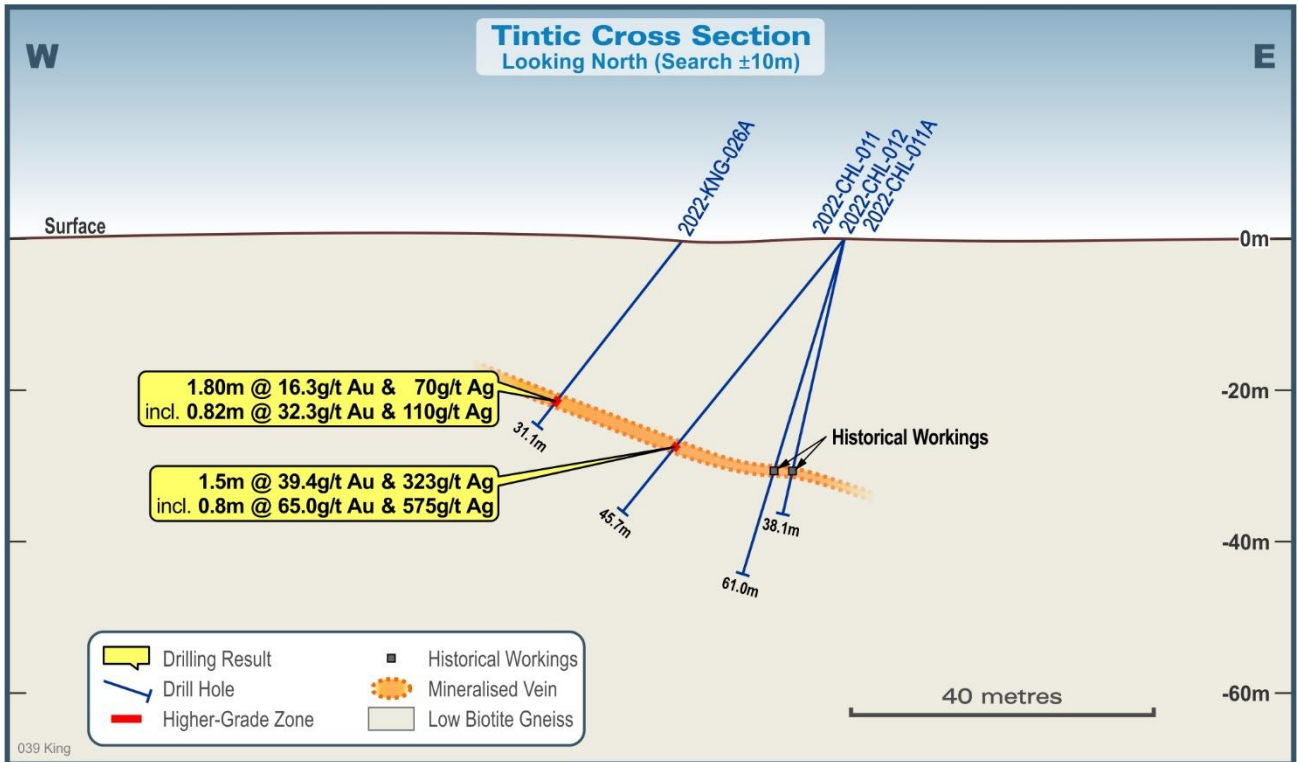 Tintic Cross Section
Looking North (Search ±10m)
W
E
2022-KNG-026A
2022-CHL-011
2022-CHL-012
2022-CHL-011A
Surface
0m
-20m
-40m
-60m
1.80m @ 16.3g/t Au & 70g/t Ag
incl. 0.82m @ 32.3g/t Au & 110g/t Ag
1.5m @ 39.4g/t Au & 323g/t Ag
incl. 0.8m @ 65.0g/t Au & 575g/t Ag
31.1m
45.7m
61.0m
38.1m
Historical Workings
Drilling Result
Drill Hole
Higher-Grade Zone
Historical Workings
Mineralised Vein
Low Biotite Gneiss
40 metres
039 King